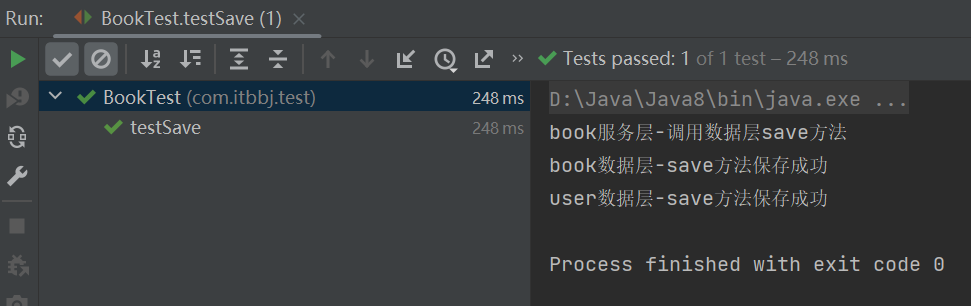 Run: BookTest.testSave (1) ×
Tests passed: 1 of 1 test – 248 ms
BookTest (com.itbbj.test) 248 ms
testSave 248 ms
D:\Java\Java8\bin\java.exe ...
book服务层-调用数据层save方法
book数据层-save方法保存成功
user数据层-save方法保存成功
Process finished with exit code 0